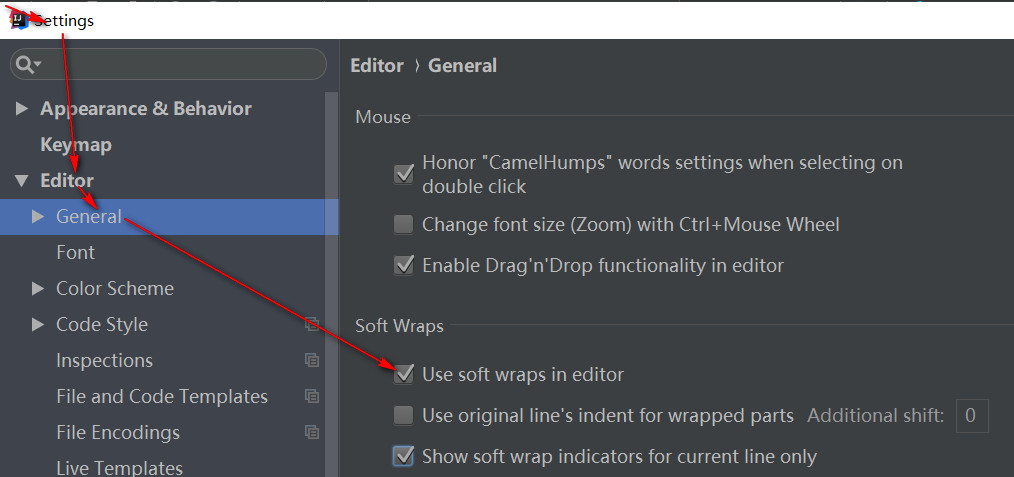 Settings
Editor › General
Appearance & Behavior
Keymap
Editor
General
Font
Color Scheme
Code Style
Inspections
File and Code Templates
File Encodings
Live Templates
Mouse
Honor "CamelHumps" words settings when selecting on
double click
Change font size (Zoom) with Ctrl+Mouse Wheel
Enable Drag'n'Drop functionality in editor
Soft Wraps
Use soft wraps in editor
Use original line's indent for wrapped parts Additional shift: 0
Show soft wrap indicators for current line only